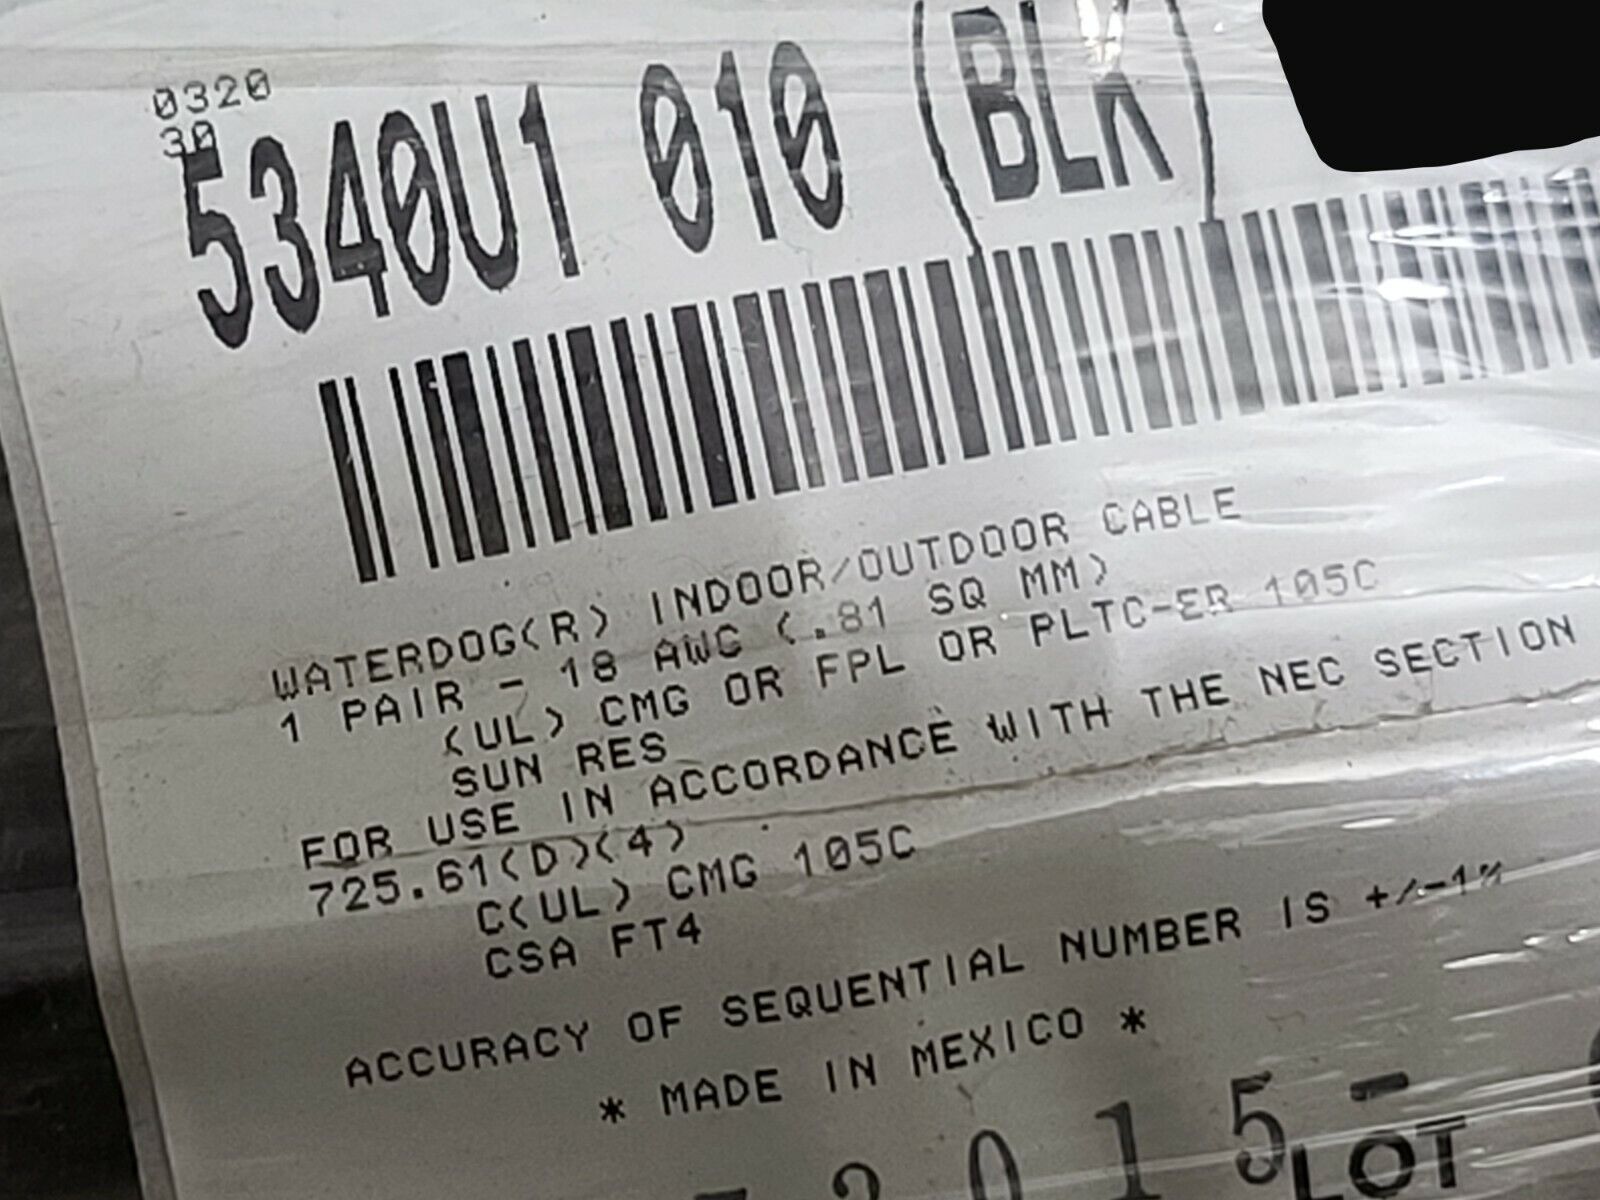 0320
30
5340U1 010 (BLK)
WATERDOG(R) INDOOR/OUTDOOR CABLE
1 PAIR - 18 AWG (.81 SQ MM)
(UL) CMG OR FPL OR PLTC-ER 105C
SUN RES
FOR USE IN ACCORDANCE WITH THE NEC SECTION
725.61(D)(4)
C(UL) CMG 105C
CSA FT4
ACCURACY OF SEQUENTIAL NUMBER IS +/-1%
* MADE IN MEXICO *
2015-
LOT